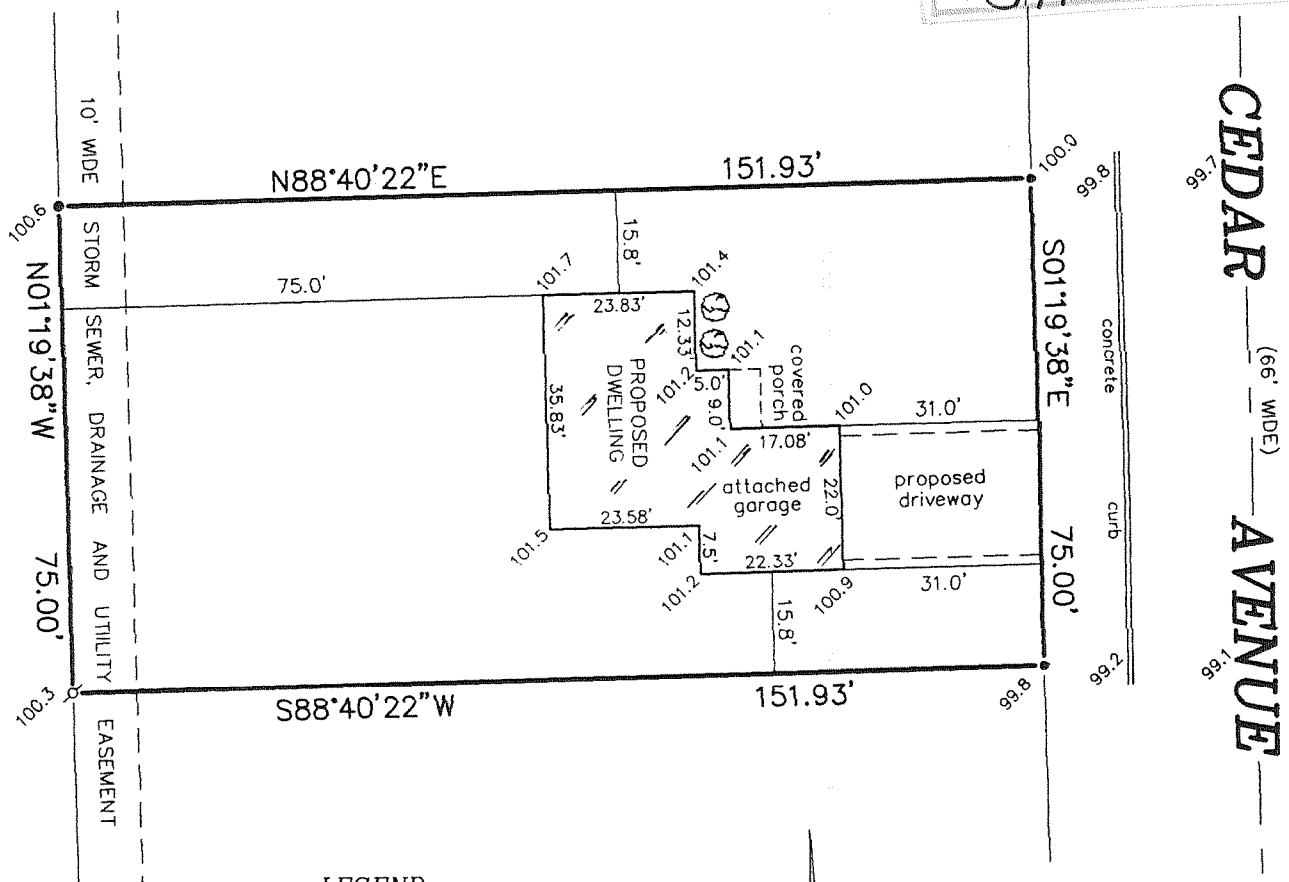 CEDAR AVENUE
(66' WIDE)
10' WIDE STORM SEWER, DRAINAGE AND UTILITY EASEMENT
N88°40'22"E 151.93'
100.0
99.8
99.7
100.6
N01°19'38"W 75.00'
S01°19'38"E 75.00'
concrete curb
15.8'
75.0'
101.7
101.4
23.83'
12.33'
101.1
101.2
5.0'
9.0'
covered
porch
101.0
31.0'
PROPOSED
DWELLING
35.83'
101.1
17.08'
attached
garage
22.0'
proposed
driveway
23.58'
101.5
101.1
7.5'
101.2
22.33'
100.9
31.0'
15.8'
100.3
S88°40'22"W 151.93'
99.8
99.2
99.1
LEGEND